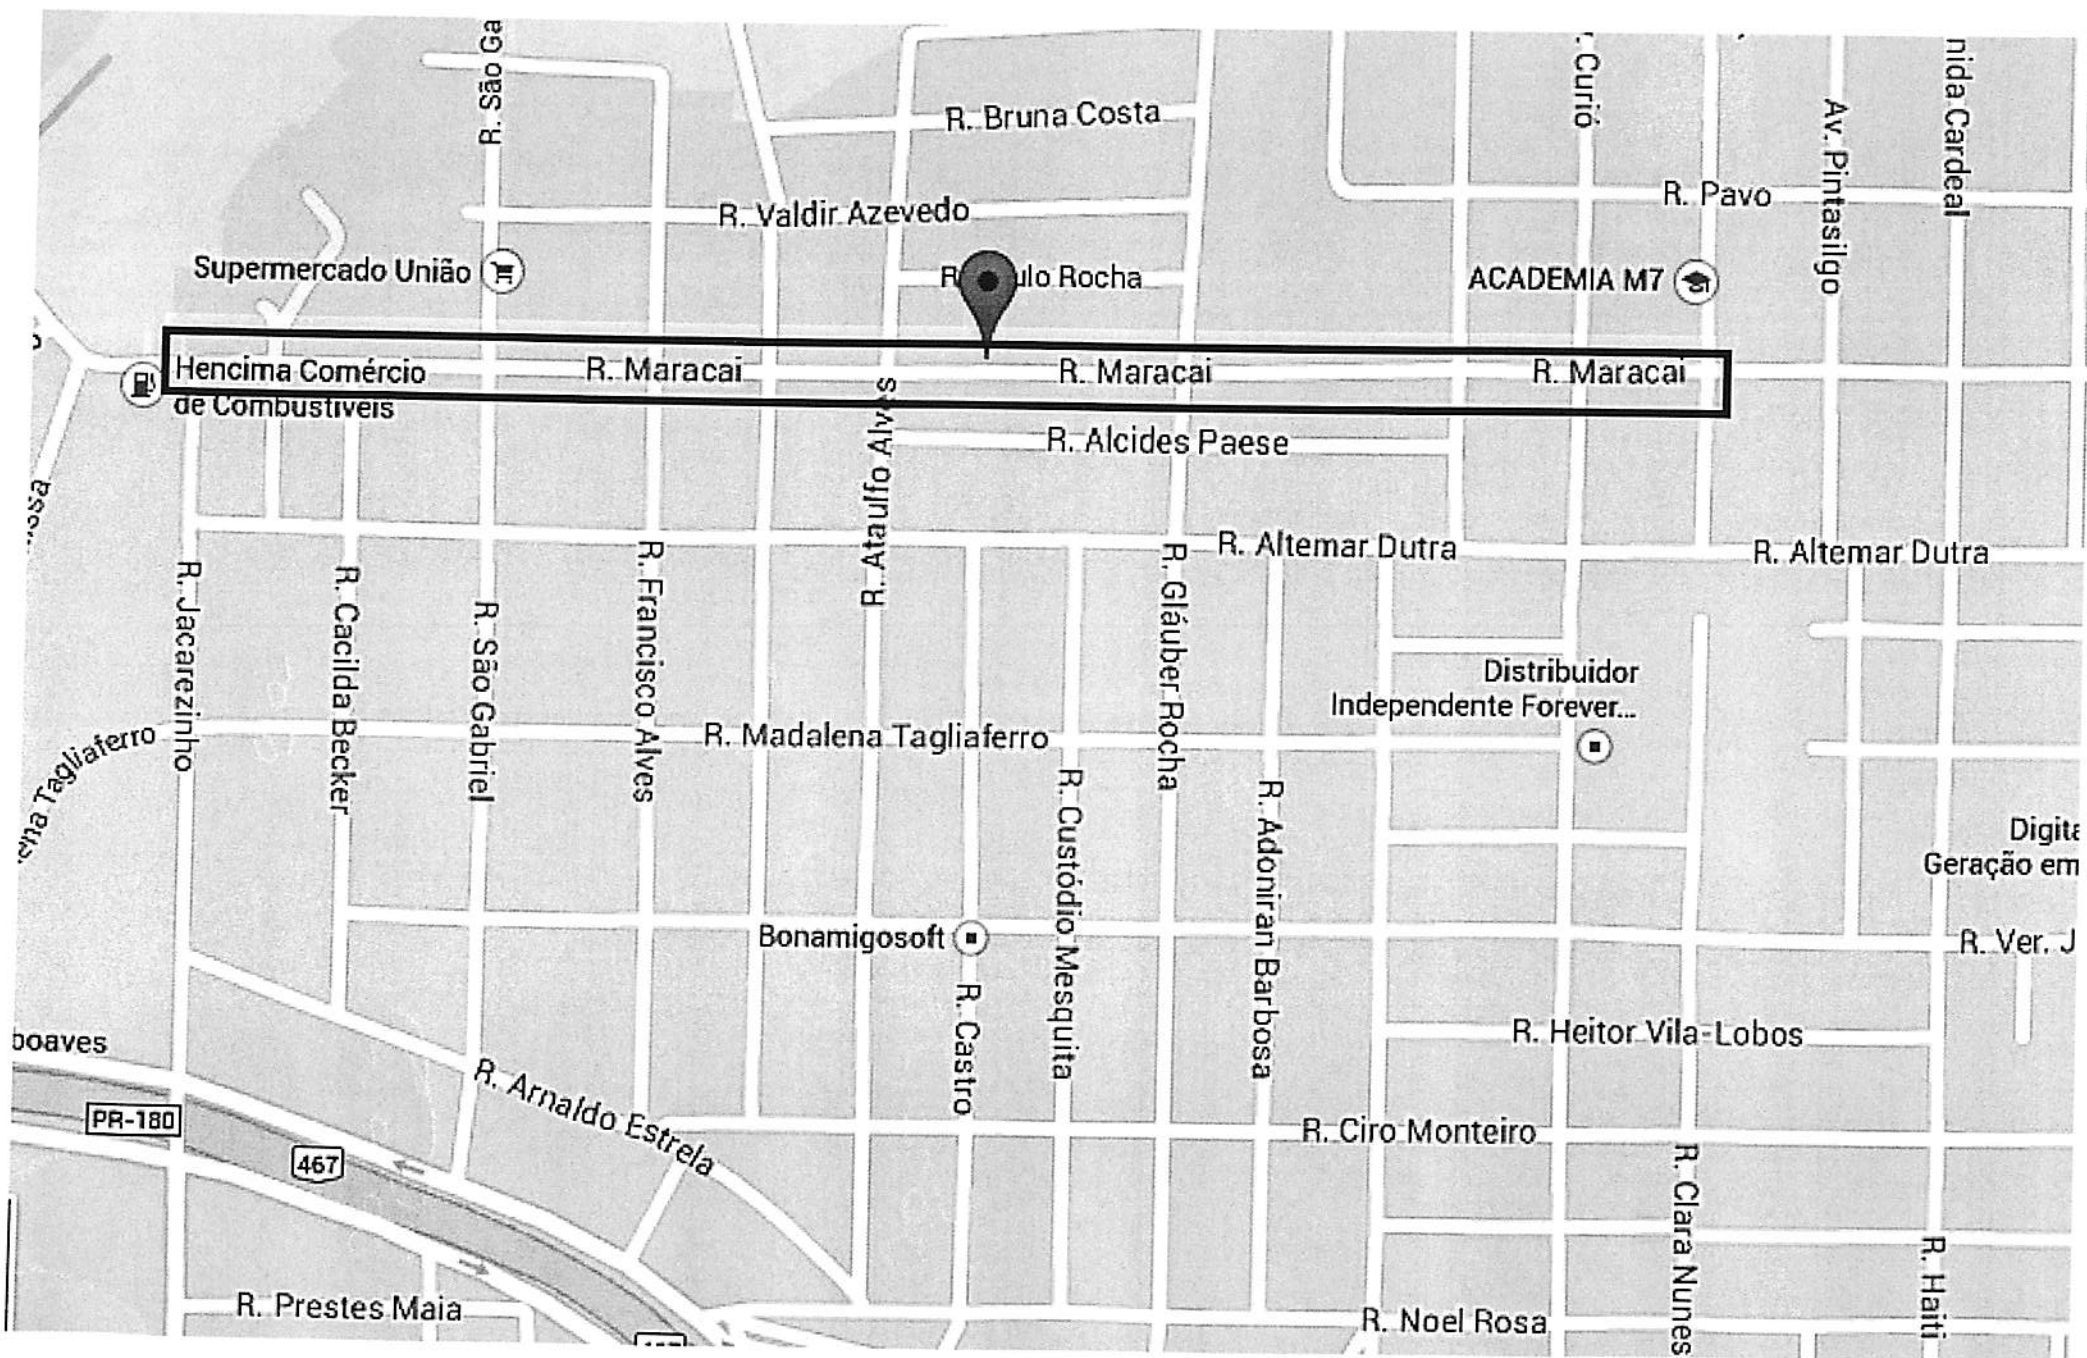 R. São Ga
R. Bruna Costa
Curió
Av. Pintasilgo
nida Cardeal
R. Pavo
R. Valdir Azevedo
Supermercado União
R
ulo Rocha
ACADEMIA M7
Hencima Comércio
de Combustíveis
R. Maracai
R. Maracai
R. Maracai
R. Alcides Paese
R. Ataulfo Alves
R. Altemar Dutra
R. Altemar Dutra
R. Jacarezinho
R. Cacilda Becker
R. São Gabriel
R. Francisco Alves
R. Gláuber Rocha
Distribuidor
Independente Forever...
ena Tagliaferro
R. Madalena Tagliaferro
R. Custódio Mesquita
R. Adoniran Barbosa
Digita
Geração em
Bonamigosoft
R. Ver. J
R. Castro
R. Heitor Vila-Lobos
boaves
R. Arnaldo Estrela
PR-180
467
R. Ciro Monteiro
R. Clara Nunes
R. Haiti
R. Prestes Maia
R. Noel Rosa